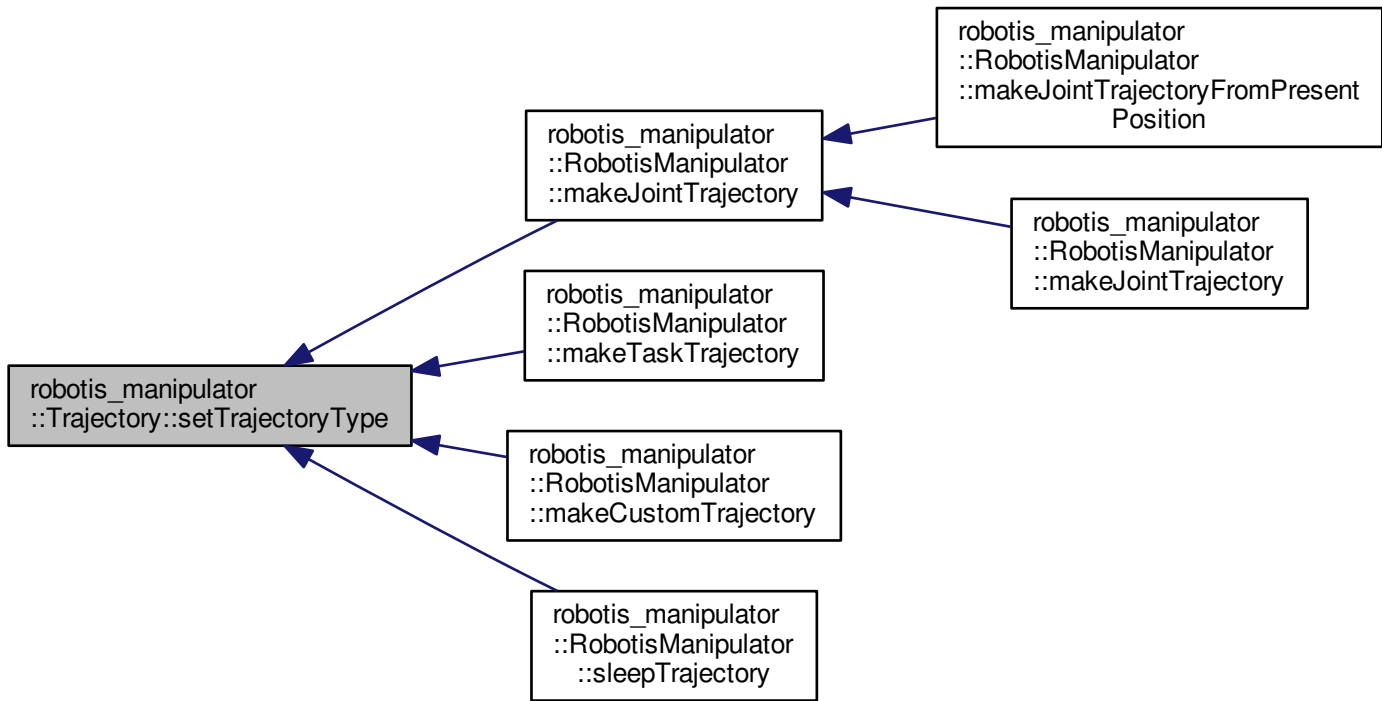 robotis_manipulator
::Trajectory::setTrajectoryType
robotis_manipulator
::RobotisManipulator
::makeJointTrajectory
robotis_manipulator
::RobotisManipulator
::makeJointTrajectoryFromPresent
Position
robotis_manipulator
::RobotisManipulator
::makeJointTrajectory
robotis_manipulator
::RobotisManipulator
::makeTaskTrajectory
robotis_manipulator
::RobotisManipulator
::makeCustomTrajectory
robotis_manipulator
::RobotisManipulator
::sleepTrajectory